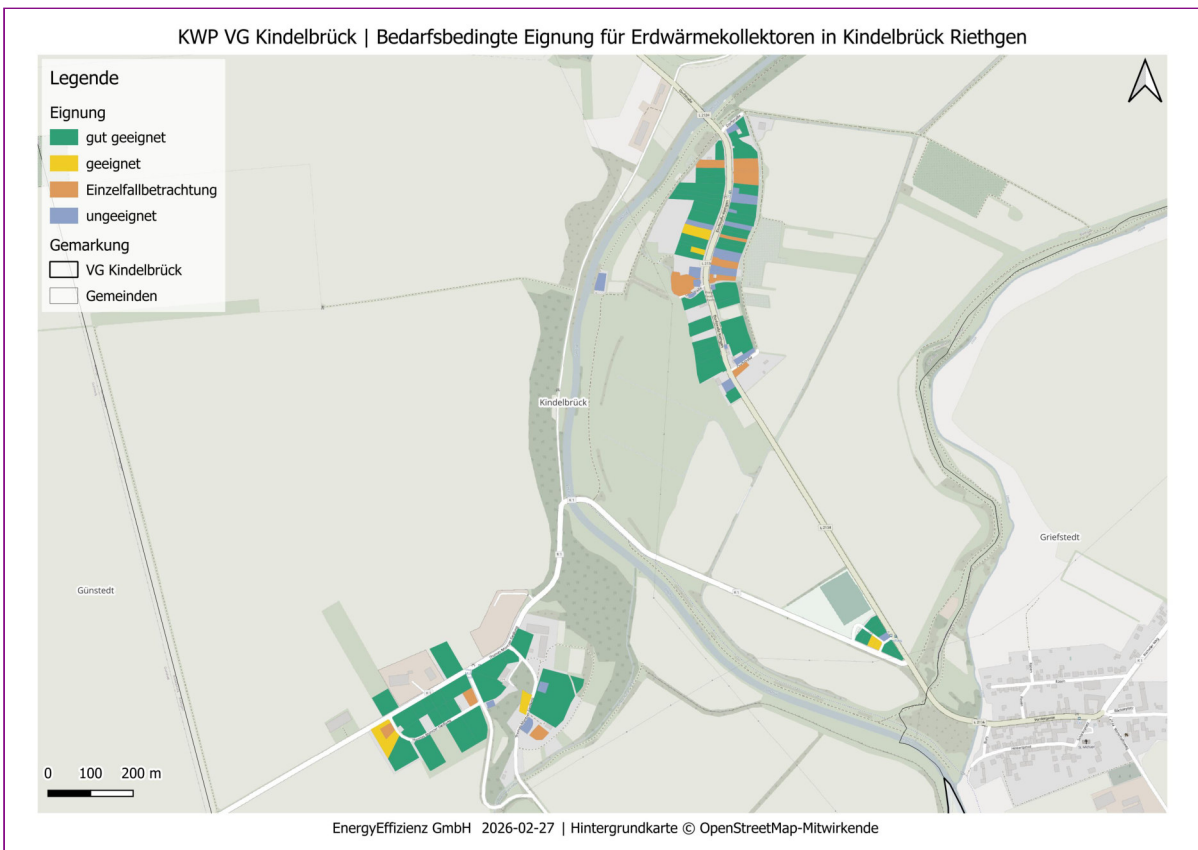 KWP VG Kindelbrück | Bedarfsbedingte Eignung für Erdwärmekollektoren in Kindelbrück Riethgen
Legende
Eignung
gut geeignet
geeignet
Einzelfallbetrachtung
ungeeignet
Gemarkung
VG Kindelbrück
Gemeinden
Kindelbrück
Griefstedt
Günstedt
0 100 200 m
EnergyEffizienz GmbH 2026-02-27 | Hintergrundkarte © OpenStreetMap-Mitwirkende